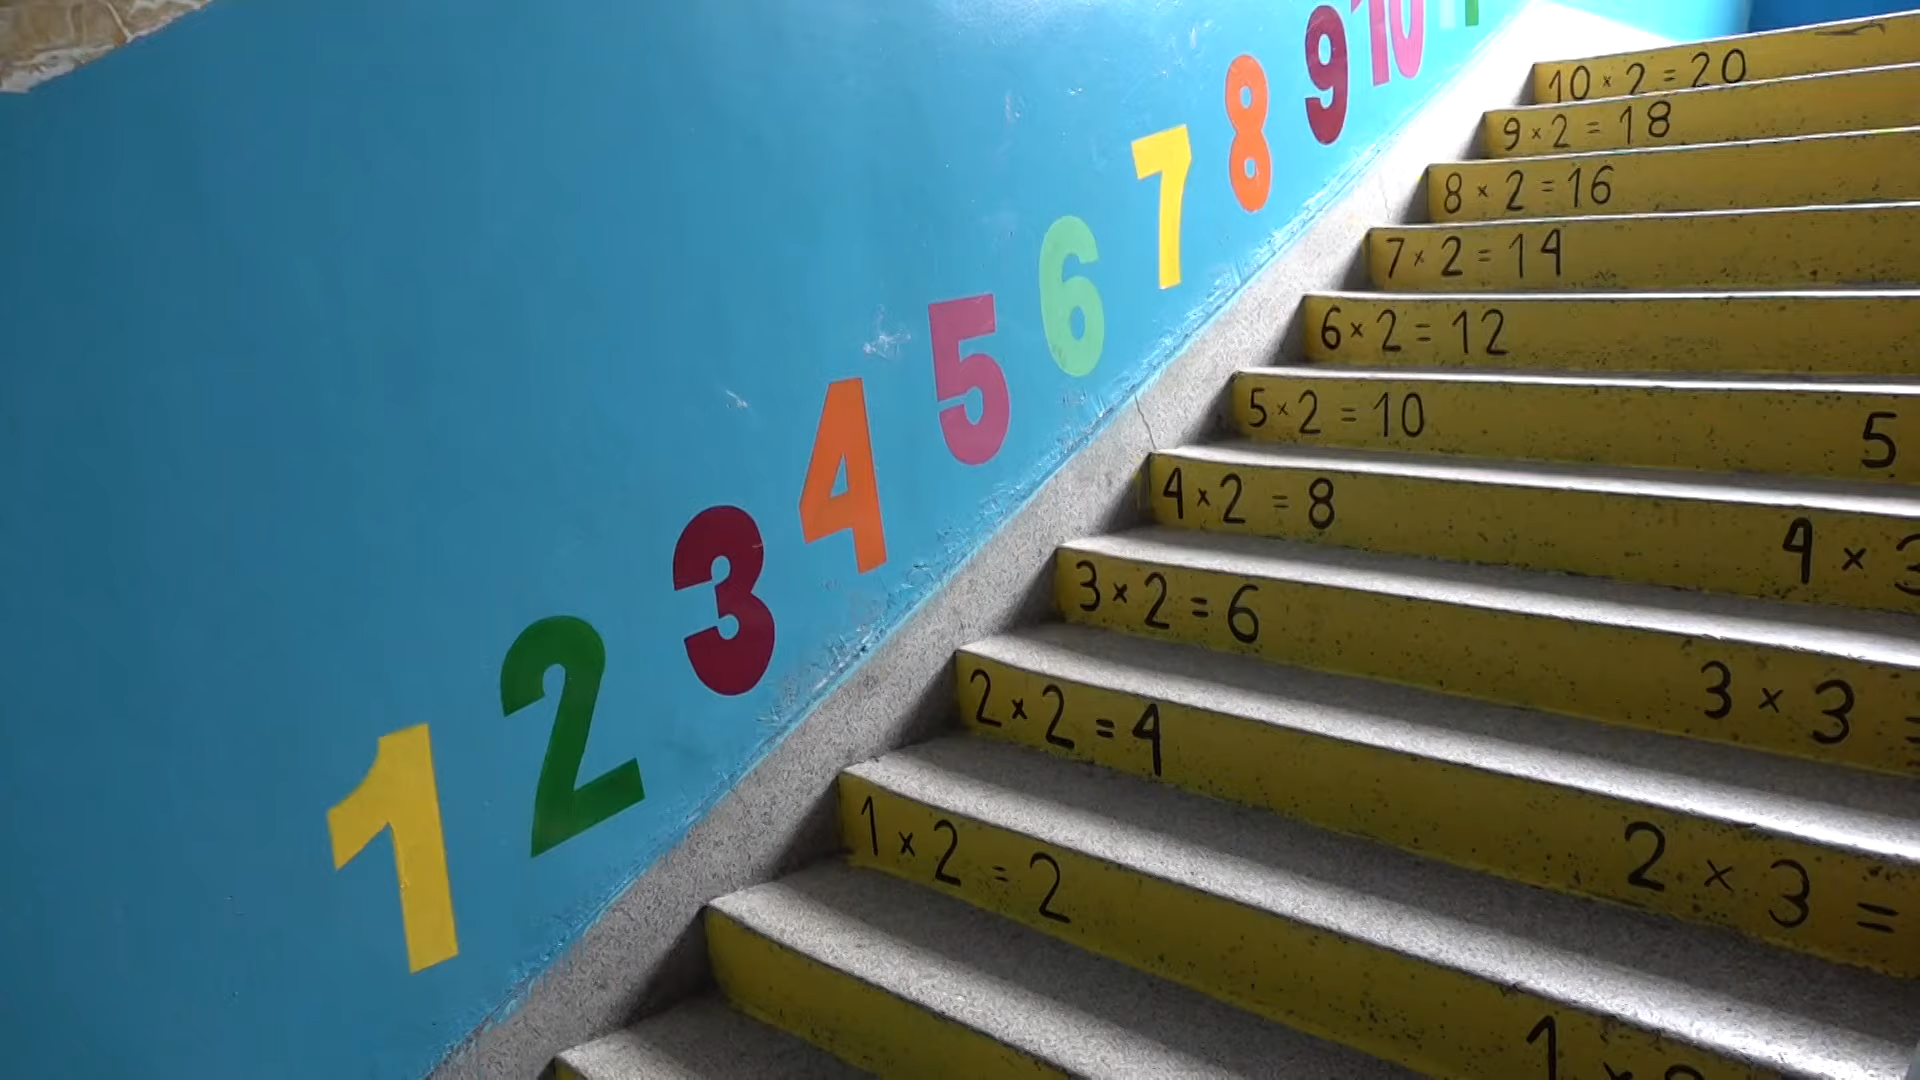 1 2 3 4 5 6 7 8 9 10
10 × 2 = 20
9 × 2 = 18
8 × 2 = 16
7 × 2 = 14
6 × 2 = 12
5 × 2 = 10
5
4 × 2 = 8
4 × 3
3 × 2 = 6
3 × 3 =
2 × 2 = 4
2 × 3 =
1 × 2 = 2
1 ×